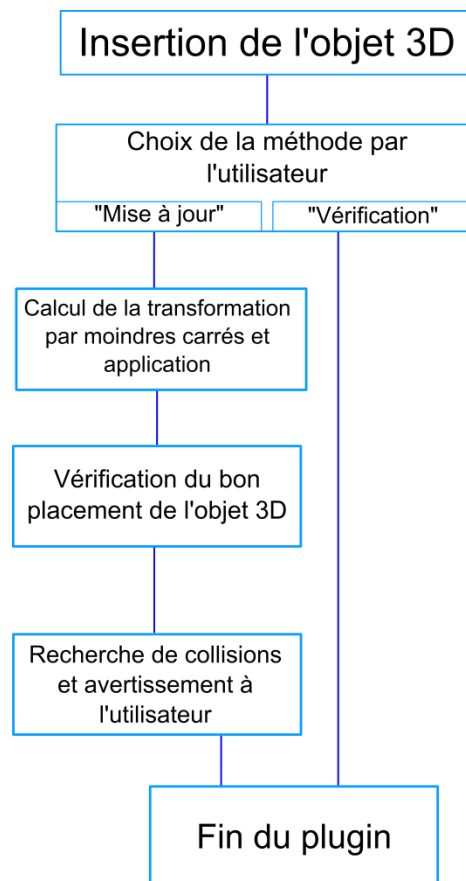 Insertion de l'objet 3D
Choix de la méthode par
l'utilisateur
"Mise à jour"
"Vérification"
Calcul de la transformation
par moindres carrés et
application
Vérification du bon
placement de l'objet 3D
Recherche de collisions
et avertissement à
l'utilisateur
Fin du plugin